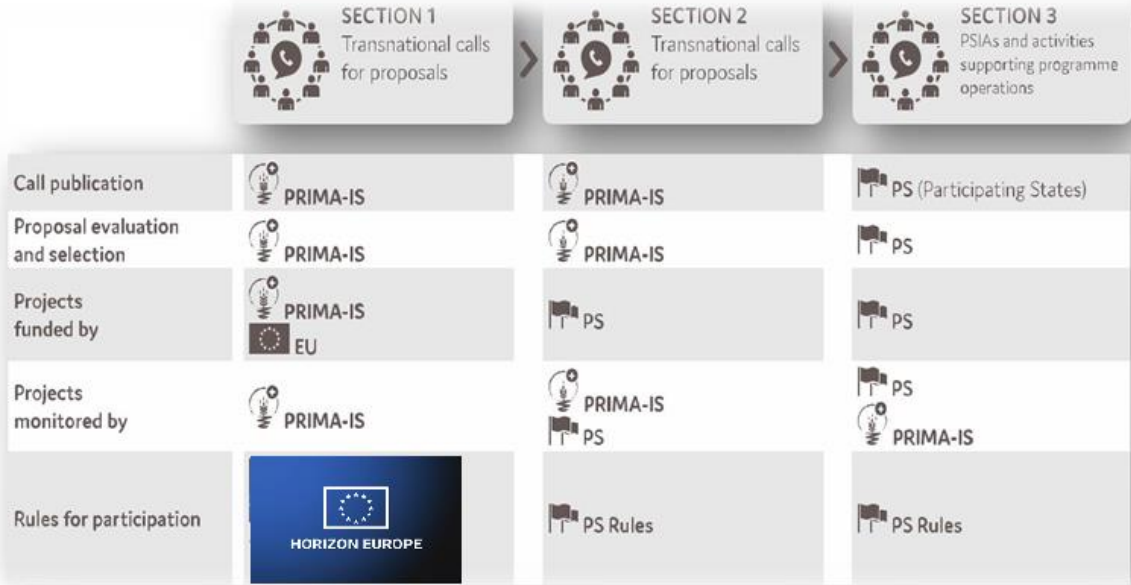 SECTION 1
Transnational calls
for proposals
SECTION 2
Transnational calls
for proposals
SECTION 3
PSIAs and activities
supporting programme
operations
Call publication
PRIMA-IS
PRIMA-IS
PS (Participating States)
Proposal evaluation
and selection
PRIMA-IS
PRIMA-IS
PS
Projects
funded by
PRIMA-IS
EU
PS
PS
Projects
monitored by
PRIMA-IS
PRIMA-IS
PS
PS
PRIMA-IS
Rules for participation
HORIZON EUROPE
PS Rules
PS Rules